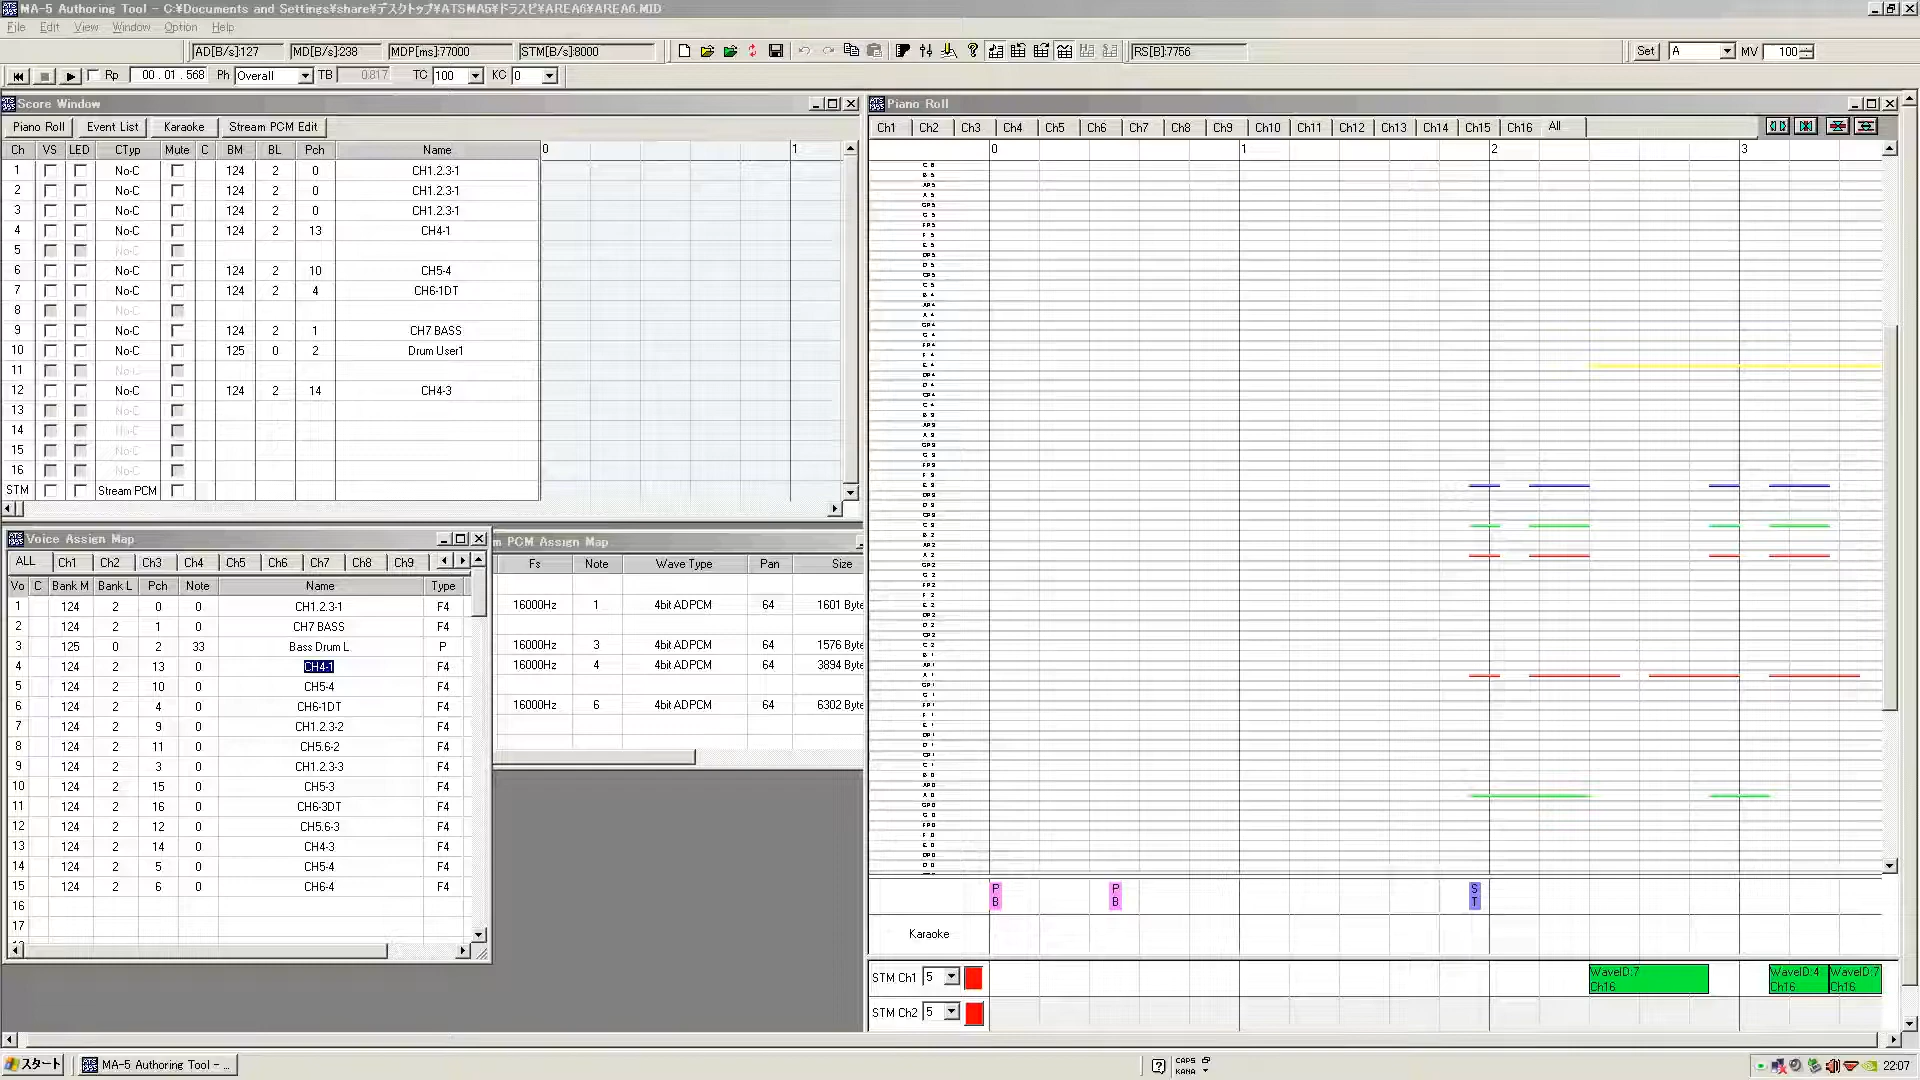 MA-5 Authoring Tool - C:¥Documents and Settings¥share¥デスクトップ¥ATSMA5¥ドラスピ¥AREA6¥AREA6.MID
File Edit View Window Option Help
AD[B/s]:127 MD[B/s]:238 MDP[ms]:77000 STM[B/s]:8000 RS[B]:7756 Set A MV 100
Rp 00 . 01 . 568 Ph Overall TB 0.817 TC 100 KC 0
Score Window
Piano Roll Event List Karaoke Stream PCM Edit
Ch VS LED CTyp Mute C BM BL Pch Name 0 1
1 No-C 124 2 0 CH1.2.3-1
2 No-C 124 2 0 CH1.2.3-1
3 No-C 124 2 0 CH1.2.3-1
4 No-C 124 2 13 CH4-1
5 No-C
6 No-C 124 2 10 CH5-4
7 No-C 124 2 4 CH6-1DT
8 No-C
9 No-C 124 2 1 CH7 BASS
10 No-C 125 0 2 Drum User1
11 No-C
12 No-C 124 2 14 CH4-3
13 No-C
14 No-C
15 No-C
16 No-C
STM Stream PCM
Voice Assign Map
ALL Ch1 Ch2 Ch3 Ch4 Ch5 Ch6 Ch7 Ch8 Ch9
Vo C Bank M Bank L Pch Note Name Type
1 124 2 0 0 CH1.2.3-1 F4
2 124 2 1 0 CH7 BASS F4
3 125 0 2 33 Bass Drum L P
4 124 2 13 0 CH4-1 F4
5 124 2 10 0 CH5-4 F4
6 124 2 4 0 CH6-1DT F4
7 124 2 9 0 CH1.2.3-2 F4
8 124 2 11 0 CH5.6-2 F4
9 124 2 3 0 CH1.2.3-3 F4
10 124 2 15 0 CH5-3 F4
11 124 2 16 0 CH6-3DT F4
12 124 2 12 0 CH5.6-3 F4
13 124 2 14 0 CH4-3 F4
14 124 2 5 0 CH5-4 F4
15 124 2 6 0 CH6-4 F4
16
17
m PCM Assign Map
Fs Note Wave Type Pan Size
16000Hz 1 4bit ADPCM 64 1601 Byte
16000Hz 3 4bit ADPCM 64 1576 Byte
16000Hz 4 4bit ADPCM 64 3894 Byte
16000Hz 6 4bit ADPCM 64 6302 Byte
Piano Roll
Ch1 Ch2 Ch3 Ch4 Ch5 Ch6 Ch7 Ch8 Ch9 Ch10 Ch11 Ch12 Ch13 Ch14 Ch15 Ch16 All
0 1 2 3
PB PB ST
Karaoke
STM Ch1 5 WaveID:7 Ch16 WaveID:4 Ch16 WaveID:7 Ch16
STM Ch2 5
スタート MA-5 Authoring Tool - ... CAPS KANA 22:07